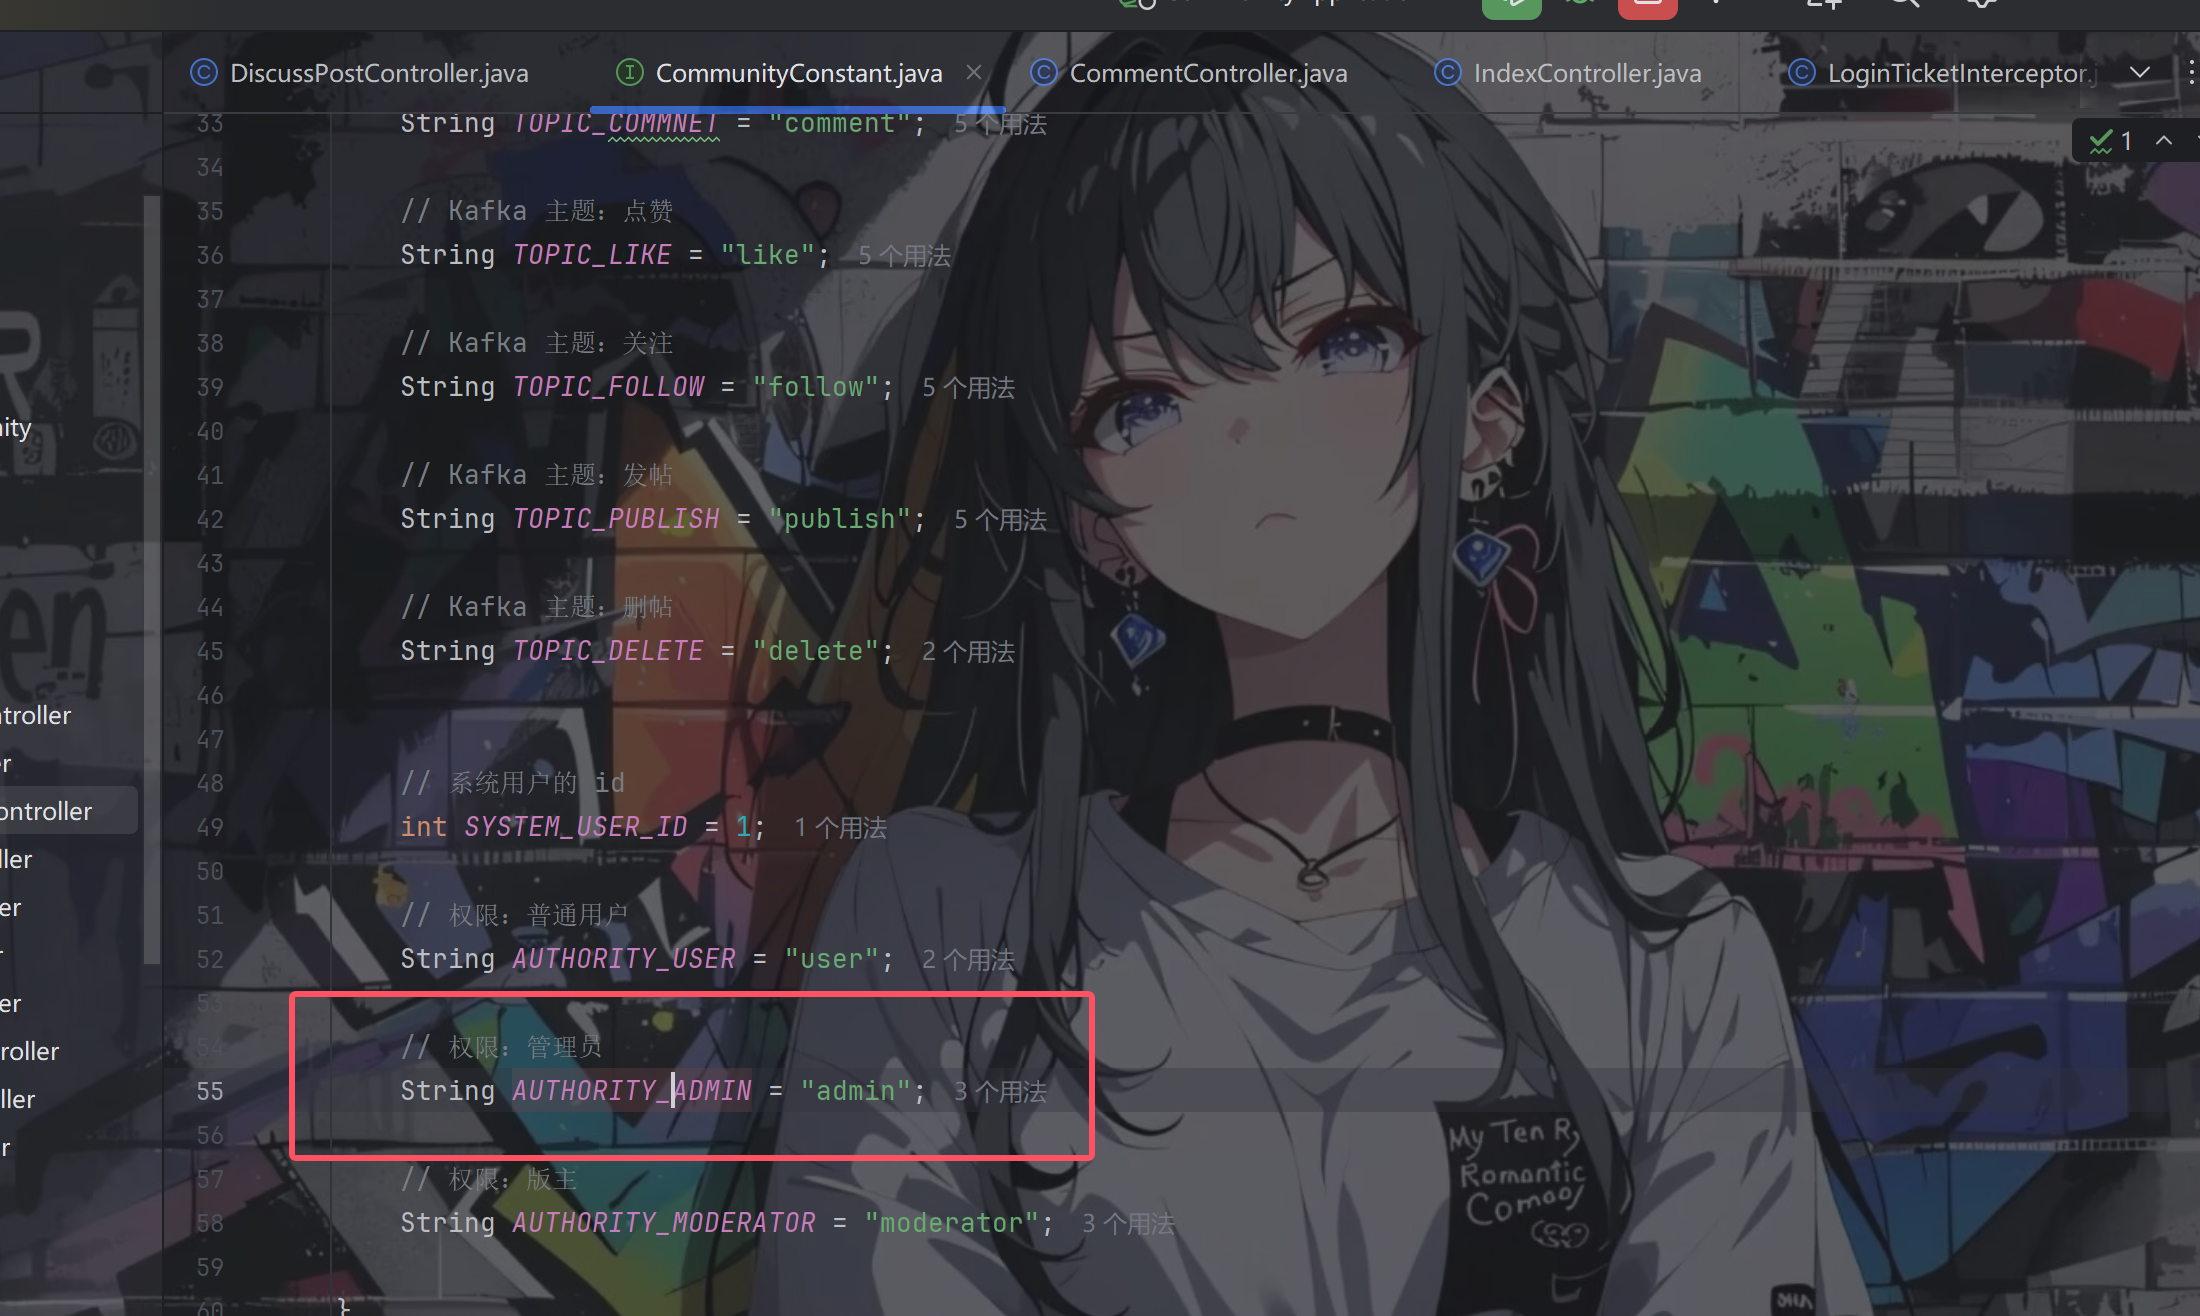 DiscussPostController.java CommunityConstant.java CommentController.java IndexController.java LoginTicketInterceptor.j
1
33 String TOPIC_COMMNET = "comment"; 5 个用法
34
35 // Kafka 主题：点赞
36 String TOPIC_LIKE = "like"; 5 个用法
37
38 // Kafka 主题：关注
39 String TOPIC_FOLLOW = "follow"; 5 个用法
40
41 // Kafka 主题：发帖
42 String TOPIC_PUBLISH = "publish"; 5 个用法
43
44 // Kafka 主题：删帖
45 String TOPIC_DELETE = "delete"; 2 个用法
46
47
48 // 系统用户的 id
49 int SYSTEM_USER_ID = 1; 1 个用法
50
51 // 权限：普通用户
52 String AUTHORITY_USER = "user"; 2 个用法
53
54 // 权限：管理员
55 String AUTHORITY_ADMIN = "admin"; 3 个用法
56
57 // 权限：版主
58 String AUTHORITY_MODERATOR = "moderator"; 3 个用法
59
60 }
ity
troller
er
ontroller
ller
er
r
er
roller
ller
r
My Ten R
Romantic